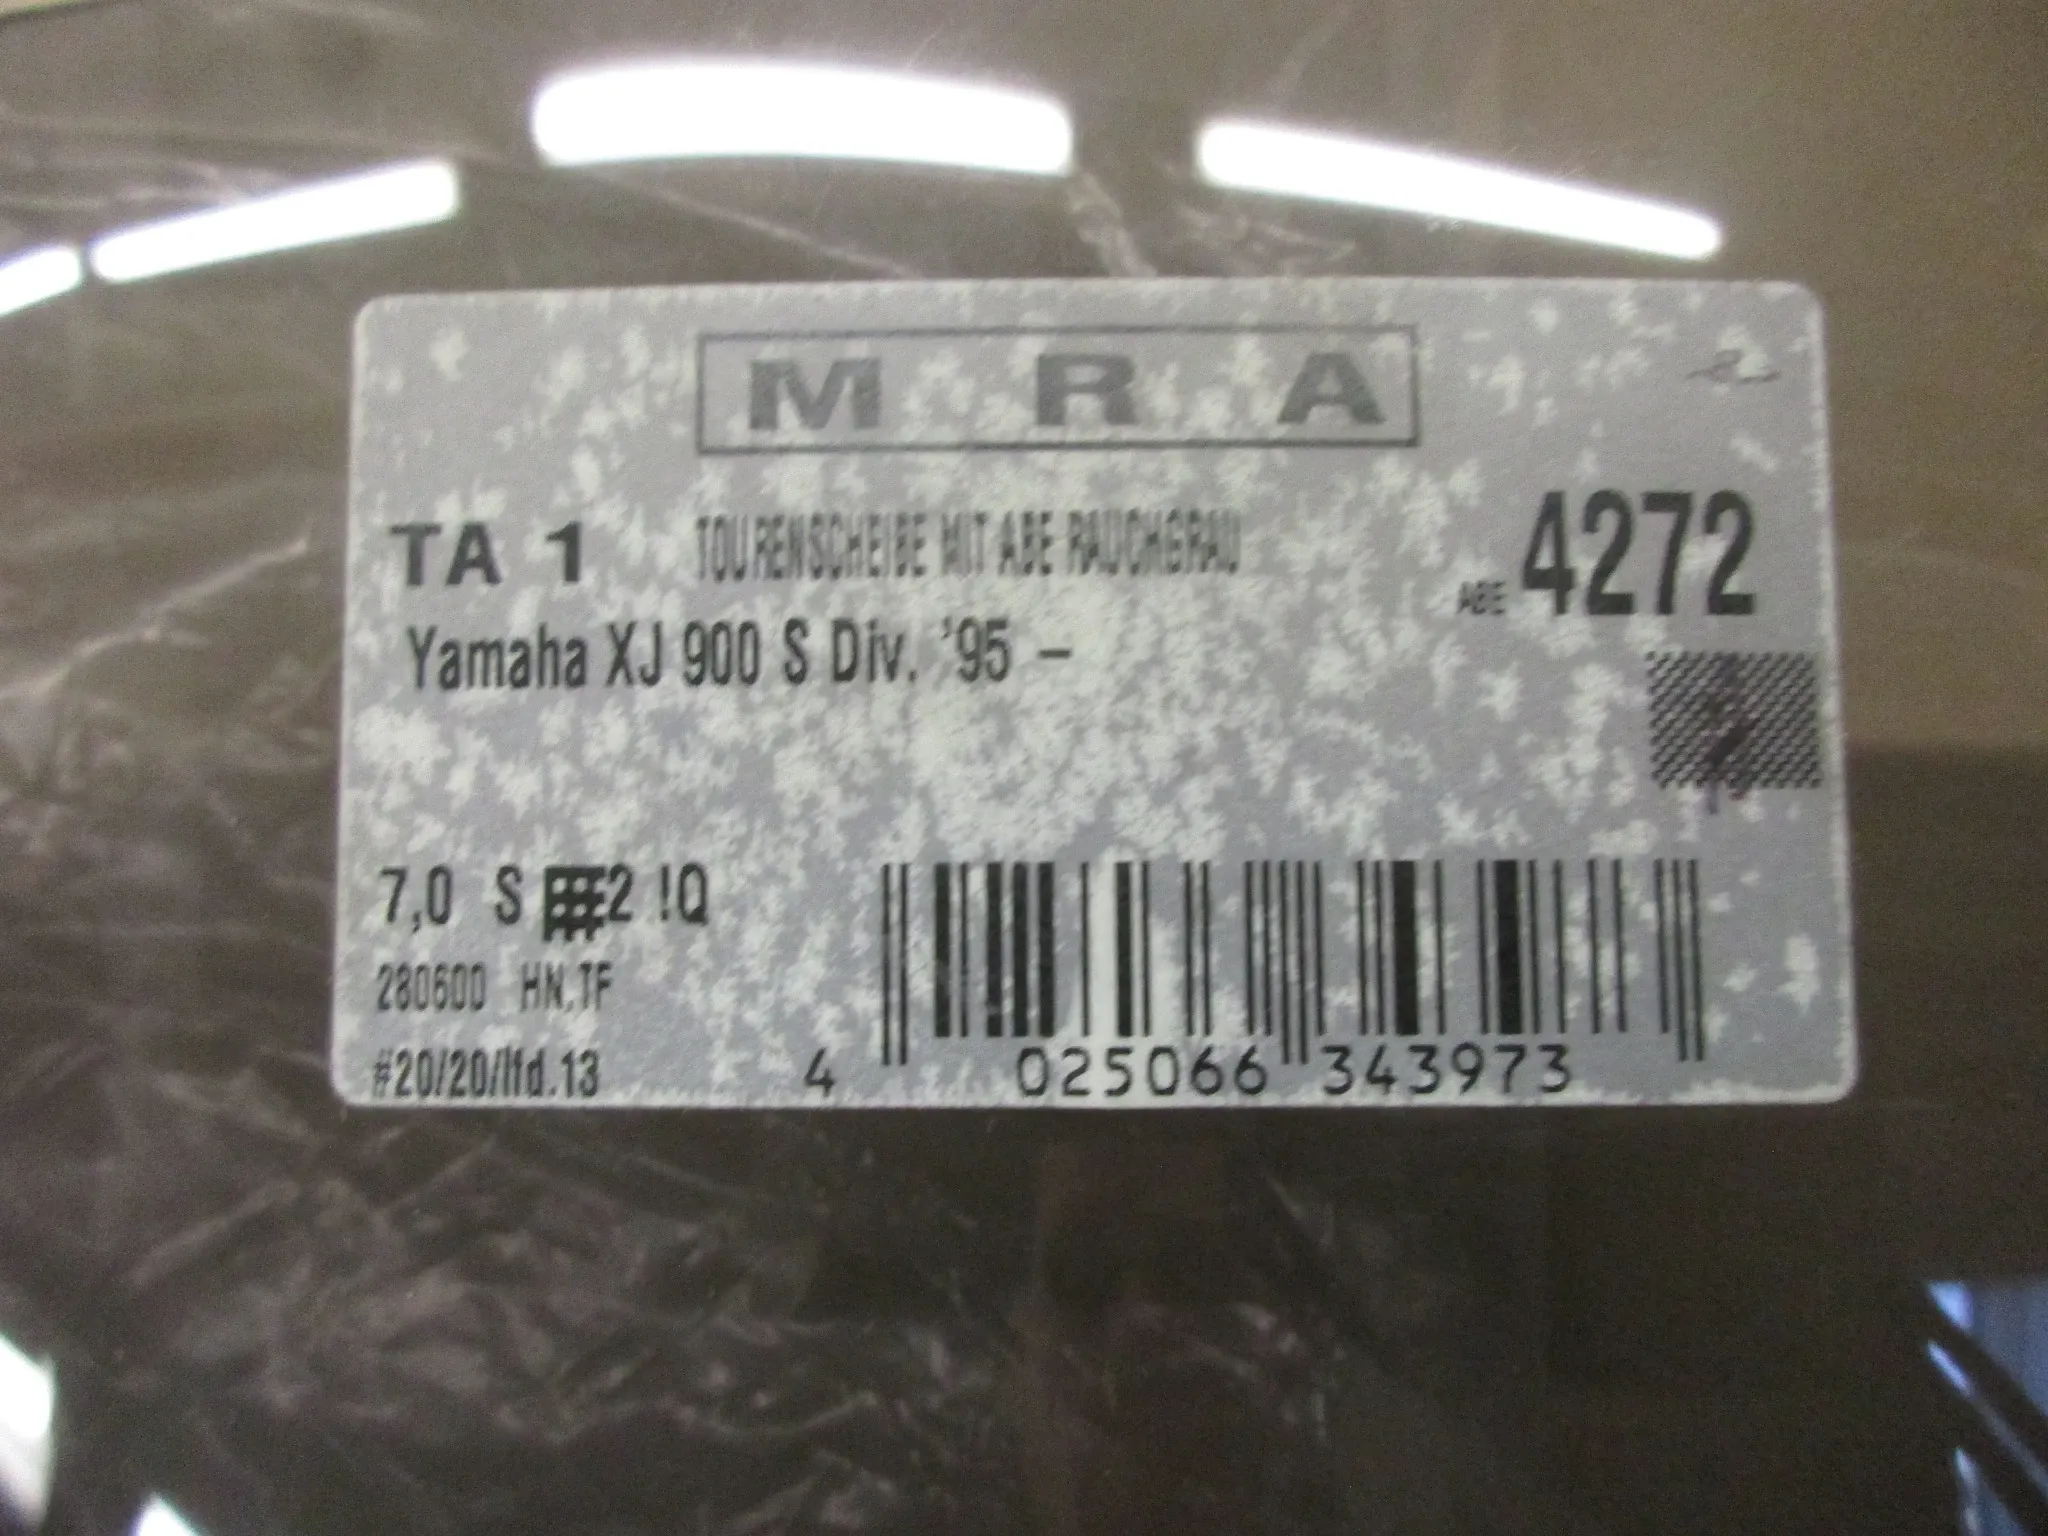 M R A
TA 1 TOURENSCHEIBE MIT ABE RAUCHGRAU
ABE 4272
Yamaha XJ 900 S Div. '95 –
7,0 S 2 !Q
280600 HN,TF
#20/20/lfd.13
4 025066 343973